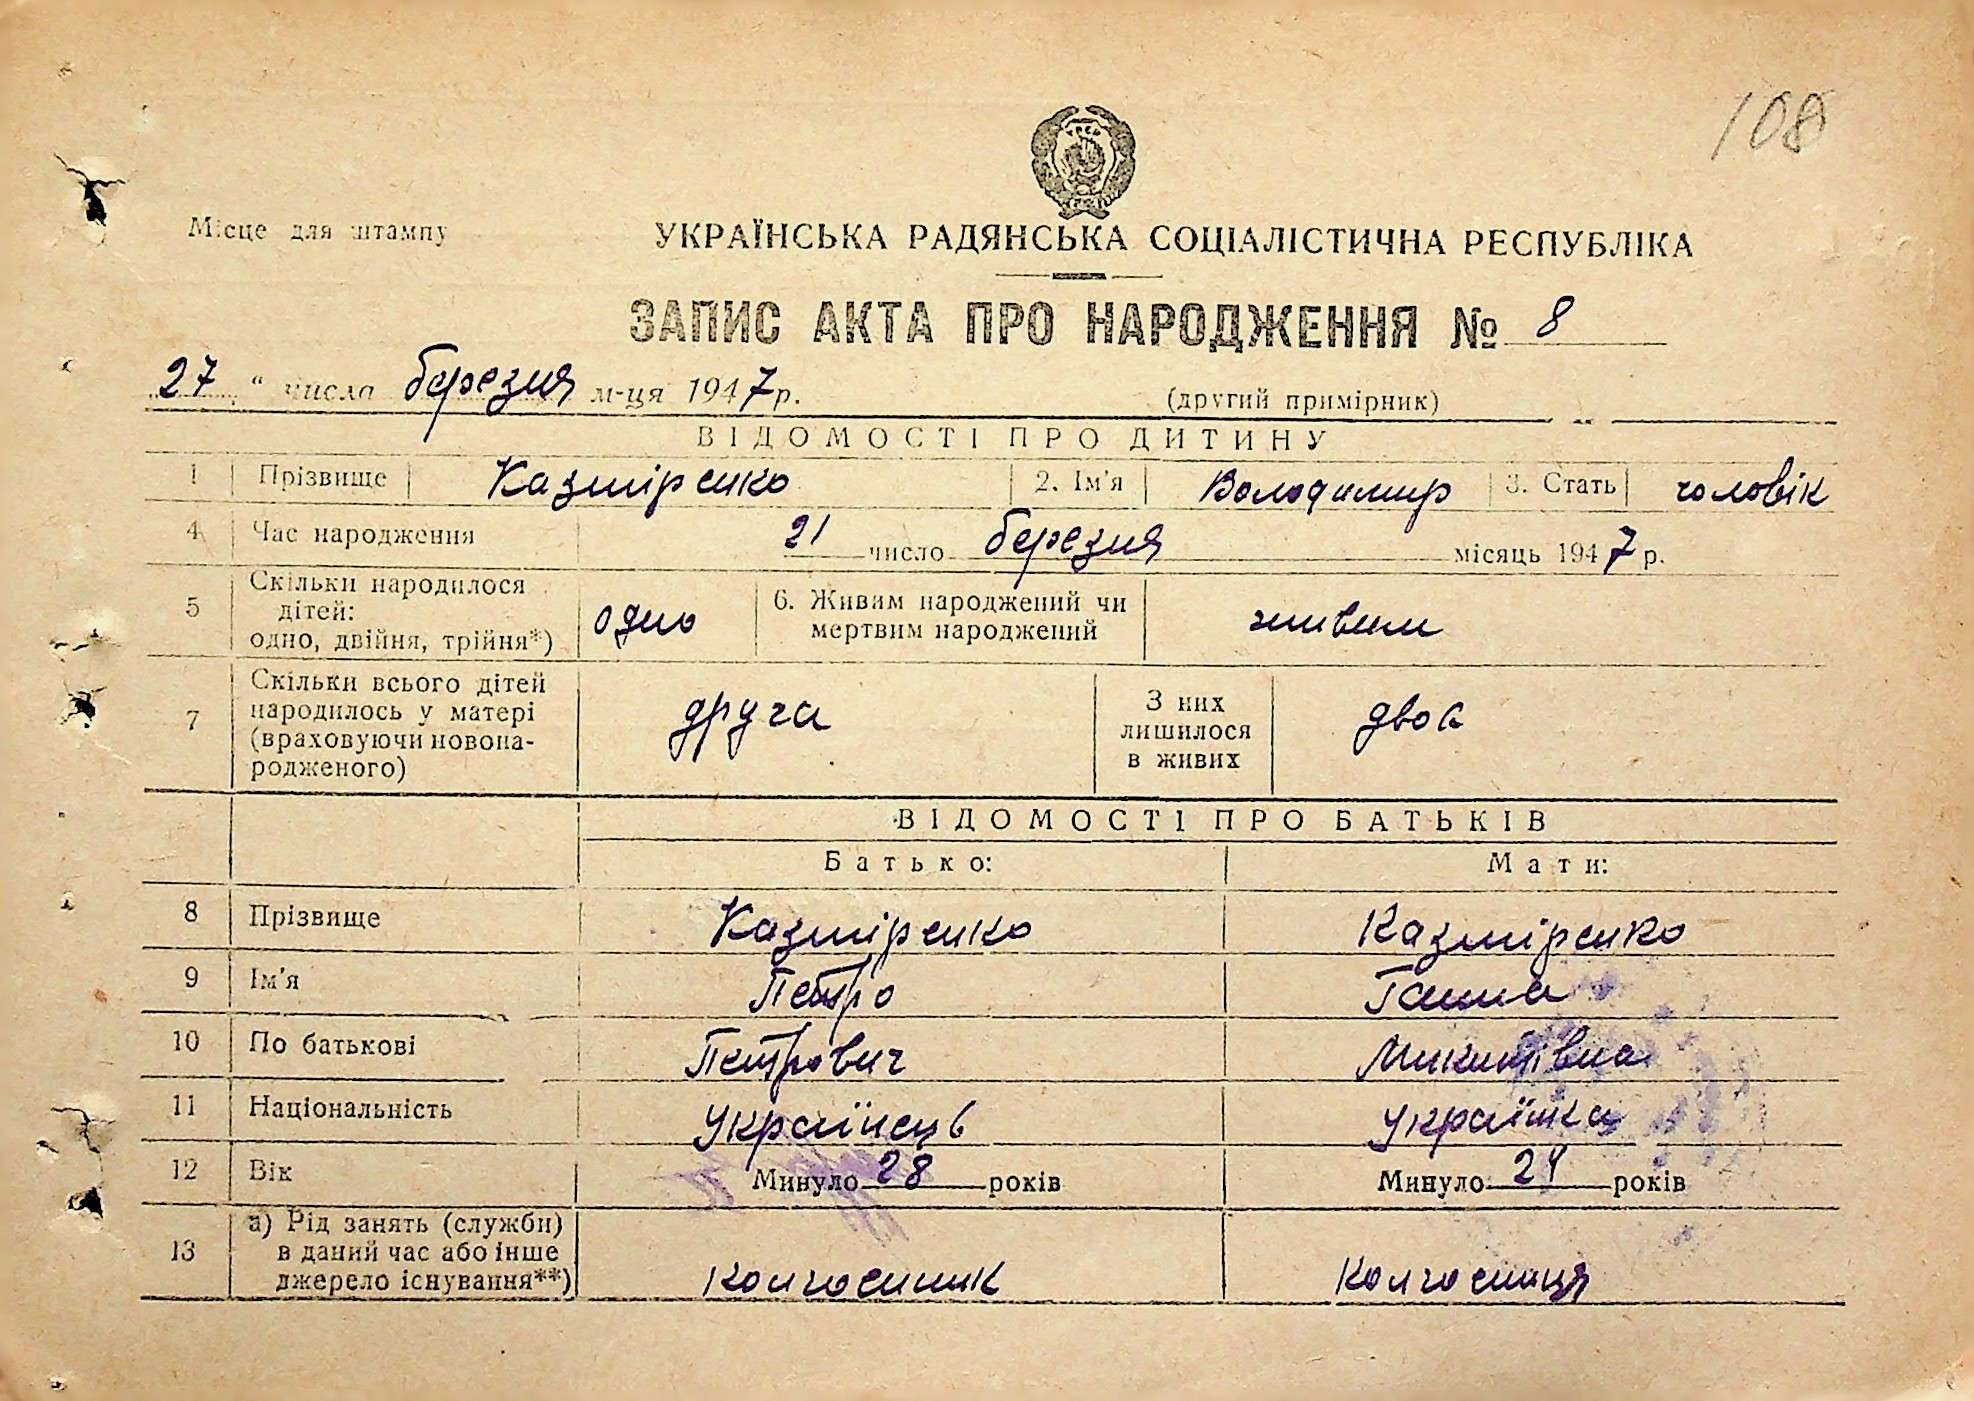 108
УРСР
Місце для штампу
УКРАЇНСЬКА РАДЯНСЬКА СОЦІАЛІСТИЧНА РЕСПУБЛІКА
ЗАПИС АКТА ПРО НАРОДЖЕННЯ № 8
27 " числа березня м-ця 1947 р.
(другий примірник)
ВІДОМОСТІ ПРО ДИТИНУ
1 Прізвище Казміренко 2. Ім'я Володимир 3. Стать чоловік
4 Час народження 21 число березня місяць 1947 р.
5 Скільки народилося дітей:
одно, двійня, трійня*) одно 6. Живим народжений чи
мертвим народжений живим
7 Скільки всього дітей
народилось у матері
(враховуючи новона-
родженого) друга З них
лишилося
в живих двоє
ВІДОМОСТІ ПРО БАТЬКІВ
Батько: Мати:
8 Прізвище Казміренко Казміренко
9 Ім'я Петро Ганна
10 По батькові Петрович Микитівна
11 Національність Українець Українка
12 Вік Минуло 28 років Минуло років
13 а) Рід занять (служби)
в даний час або інше
джерело існування**) Колгоспник Колгоспниця